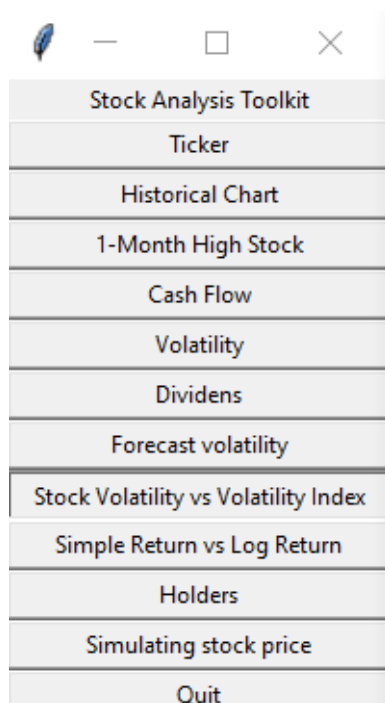 Stock Analysis Toolkit
Ticker
Historical Chart
1-Month High Stock
Cash Flow
Volatility
Dividens
Forecast volatility
Stock Volatility vs Volatility Index
Simple Return vs Log Return
Holders
Simulating stock price
Quit